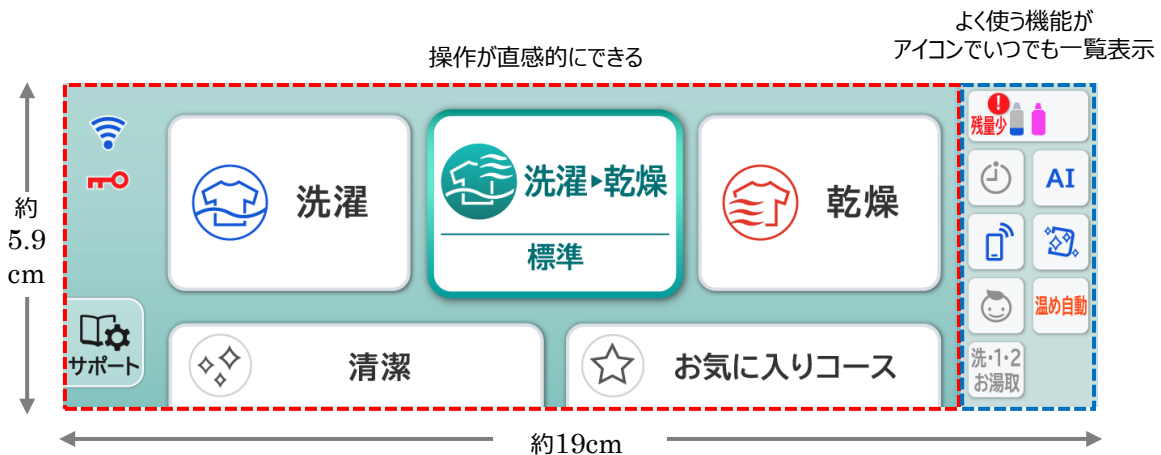 よく使う機能が
アイコンでいつでも一覧表示
操作が直感的にできる
約
5.9
cm
洗濯
洗濯▸乾燥
標準
乾燥
サポート
清潔
お気に入りコース
!
残量少
AI
温め自動
洗・1・2
お湯取
約19cm